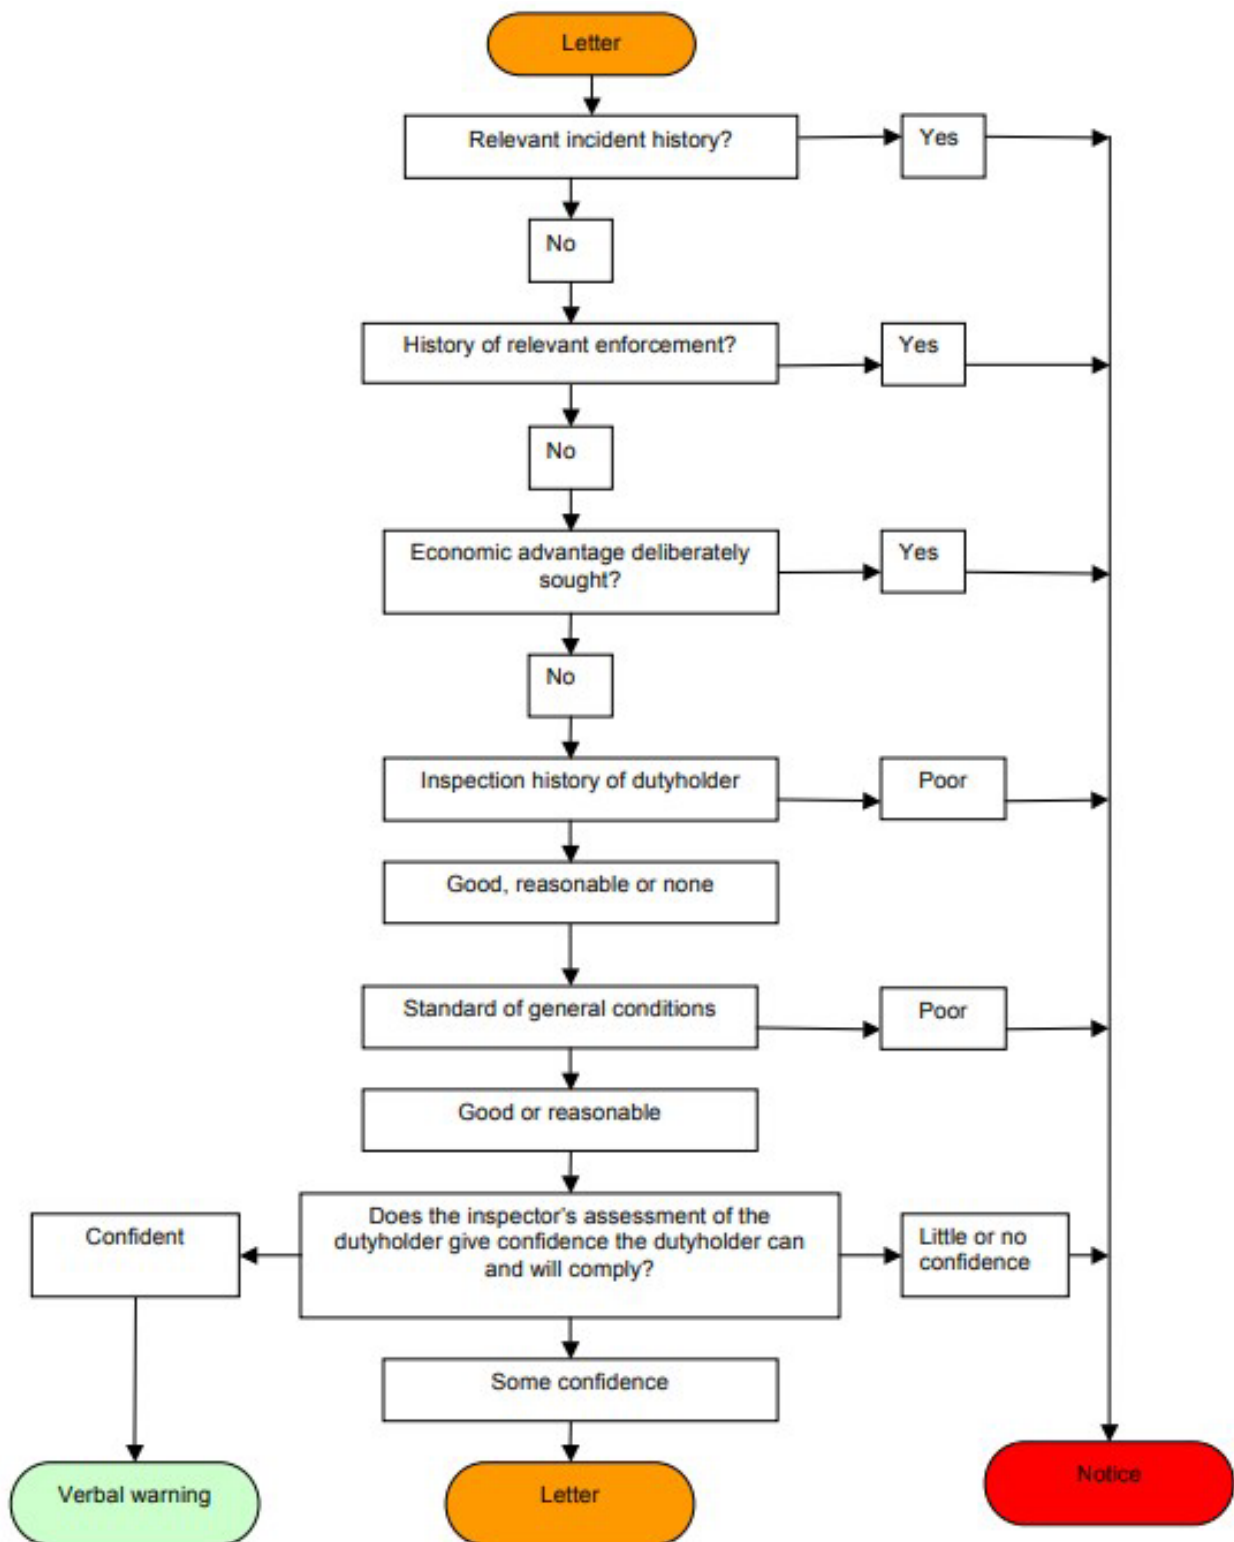 Letter
Relevant incident history?
Yes
No
History of relevant enforcement?
Yes
No
Economic advantage deliberately
sought?
Yes
No
Inspection history of dutyholder
Poor
Good, reasonable or none
Standard of general conditions
Poor
Good or reasonable
Confident
Does the inspector's assessment of the
dutyholder give confidence the dutyholder can
and will comply?
Little or no
confidence
Some confidence
Verbal warning
Letter
Notice